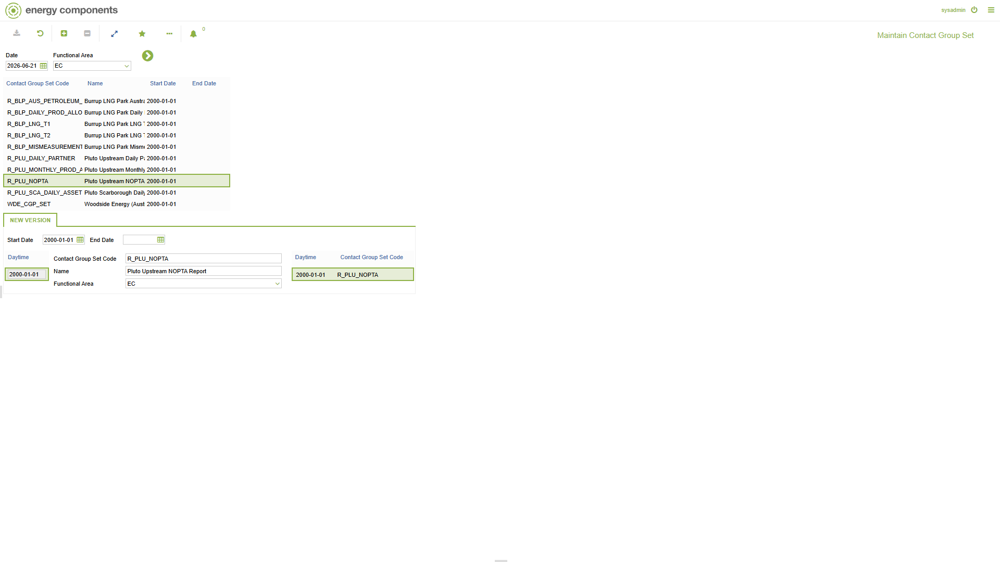 energy components
sysadmin
0
Maintain Contact Group Set
Date Functional Area
2026-06-21 EC
Contact Group Set Code Name Start Date End Date
R_BLP_AUS_PETROLEUM_ Burrup LNG Park Austra 2000-01-01
R_BLP_DAILY_PROD_ALLO Burrup LNG Park Daily 2000-01-01
R_BLP_LNG_T1 Burrup LNG Park LNG T 2000-01-01
R_BLP_LNG_T2 Burrup LNG Park LNG T 2000-01-01
R_BLP_MISMEASUREMENT Burrup LNG Park Misme 2000-01-01
R_PLU_DAILY_PARTNER Pluto Upstream Daily Pa 2000-01-01
R_PLU_MONTHLY_PROD_A Pluto Upstream Monthly 2000-01-01
R_PLU_NOPTA Pluto Upstream NOPTA 2000-01-01
R_PLU_SCA_DAILY_ASSET Pluto Scarborough Daily 2000-01-01
WDE_CGP_SET Woodside Energy (Aust 2000-01-01
NEW VERSION
Start Date 2000-01-01 End Date
Daytime
2000-01-01
Contact Group Set Code R_PLU_NOPTA
Name Pluto Upstream NOPTA Report
Functional Area EC
Daytime Contact Group Set Code
2000-01-01 R_PLU_NOPTA